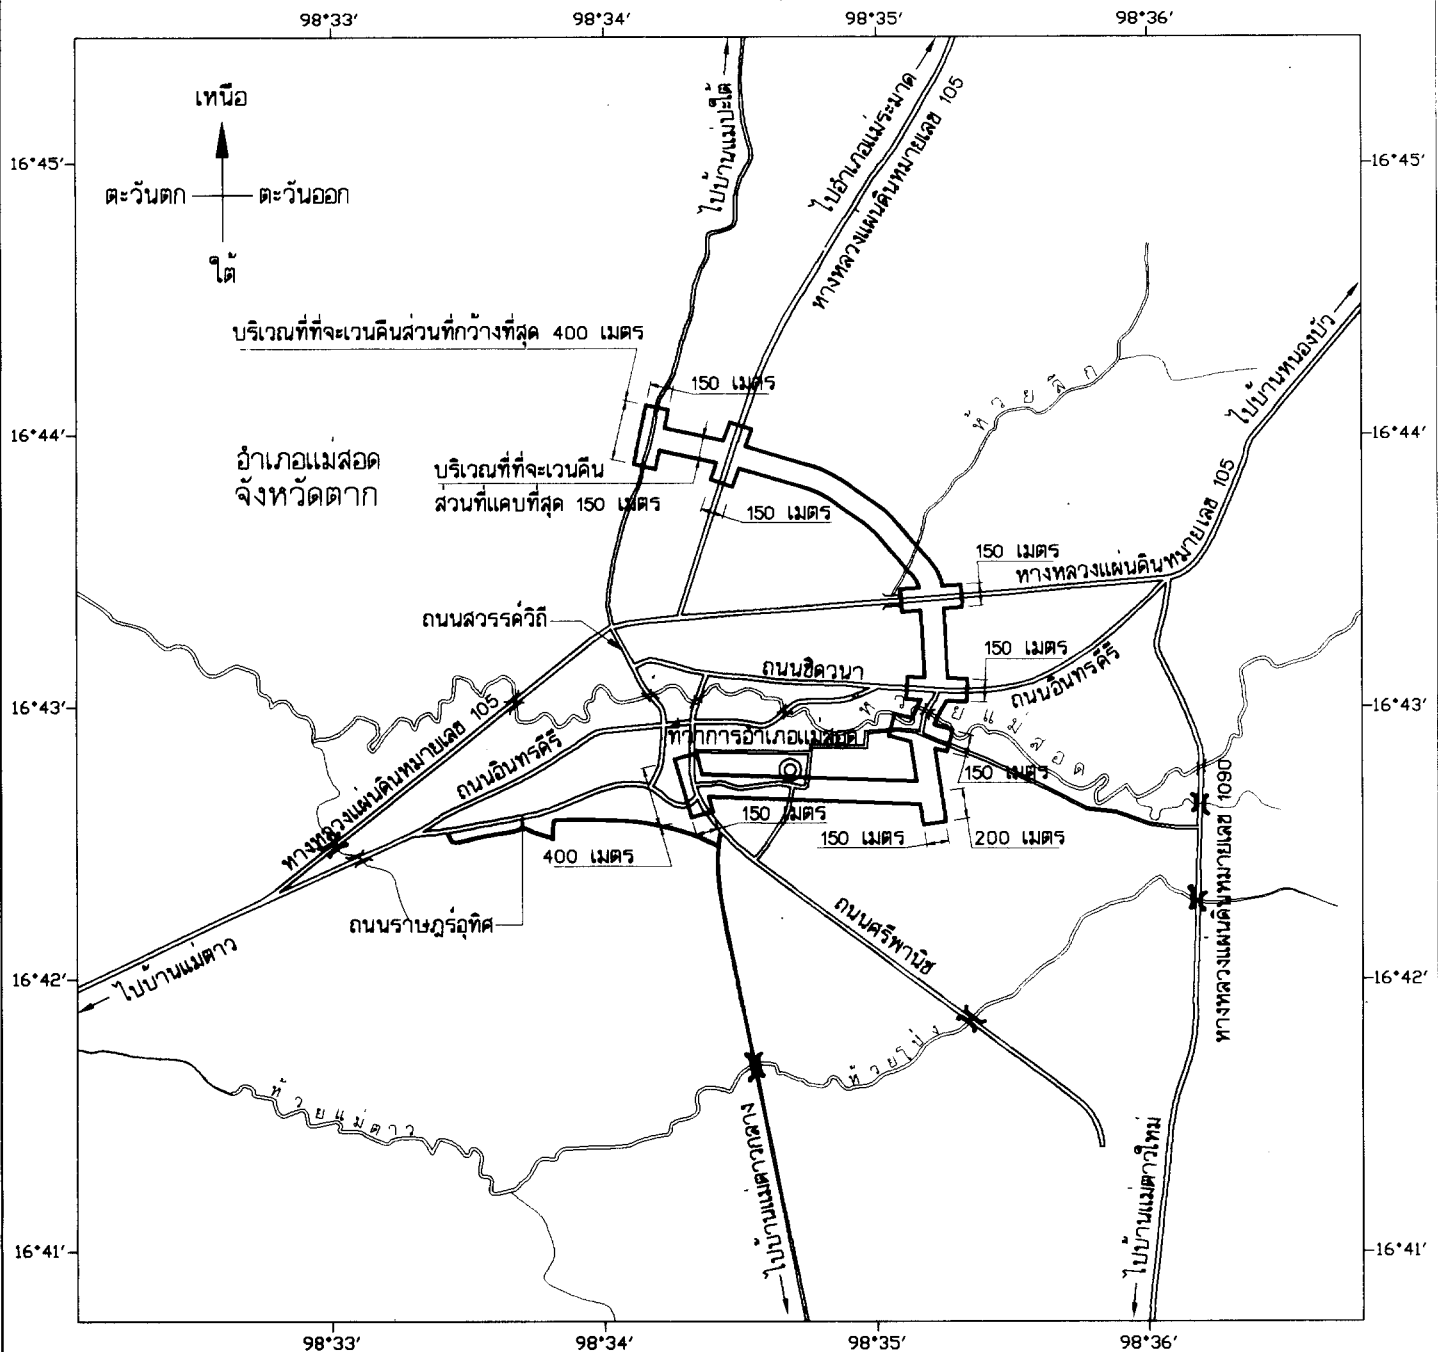 98°33′ 98°34′ 98°35′ 98°36′
เหนือ
ตะวันตก ตะวันออก
ใต้
16°45′ 16°45′
ไปบ้านแม่ปะใต้
ไปอำเภอแม่ระมาด
ทางหลวงแผ่นดินหมายเลข 105
บริเวณที่ที่จะเวนคืนส่วนที่กว้างที่สุด 400 เมตร
150 เมตร
ห้วยลึก
ไปบ้านหนองบัว
16°44′ 16°44′
อำเภอแม่สอด
จังหวัดตาก
บริเวณที่ที่จะเวนคืน
ส่วนที่แคบที่สุด 150 เมตร
150 เมตร
150 เมตร
ทางหลวงแผ่นดินหมายเลข 105
ถนนสวรรค์วิถี
150 เมตร
ถนนชิดวนา
ถนนอินทรคีรี
16°43′ 16°43′
ทางหลวงแผ่นดินหมายเลข 105
ถนนอินทรคีรี
ห้วยแม่สอด
ที่ว่าการอำเภอแม่สอด
150 เมตร
150 เมตร
400 เมตร
150 เมตร
200 เมตร
ทางหลวงแผ่นดินหมายเลข 1090
ถนนราษฎร์อุทิศ
ถนนศรีพานิช
ไปบ้านแม่ตาว
16°42′ 16°42′
ห้วยโป่ง
ห้วยแม่ตาว
ไปบ้านแม่ตาวกลาง
ไปบ้านแม่ตาวใหม่
16°41′ 16°41′
98°33′ 98°34′ 98°35′ 98°36′